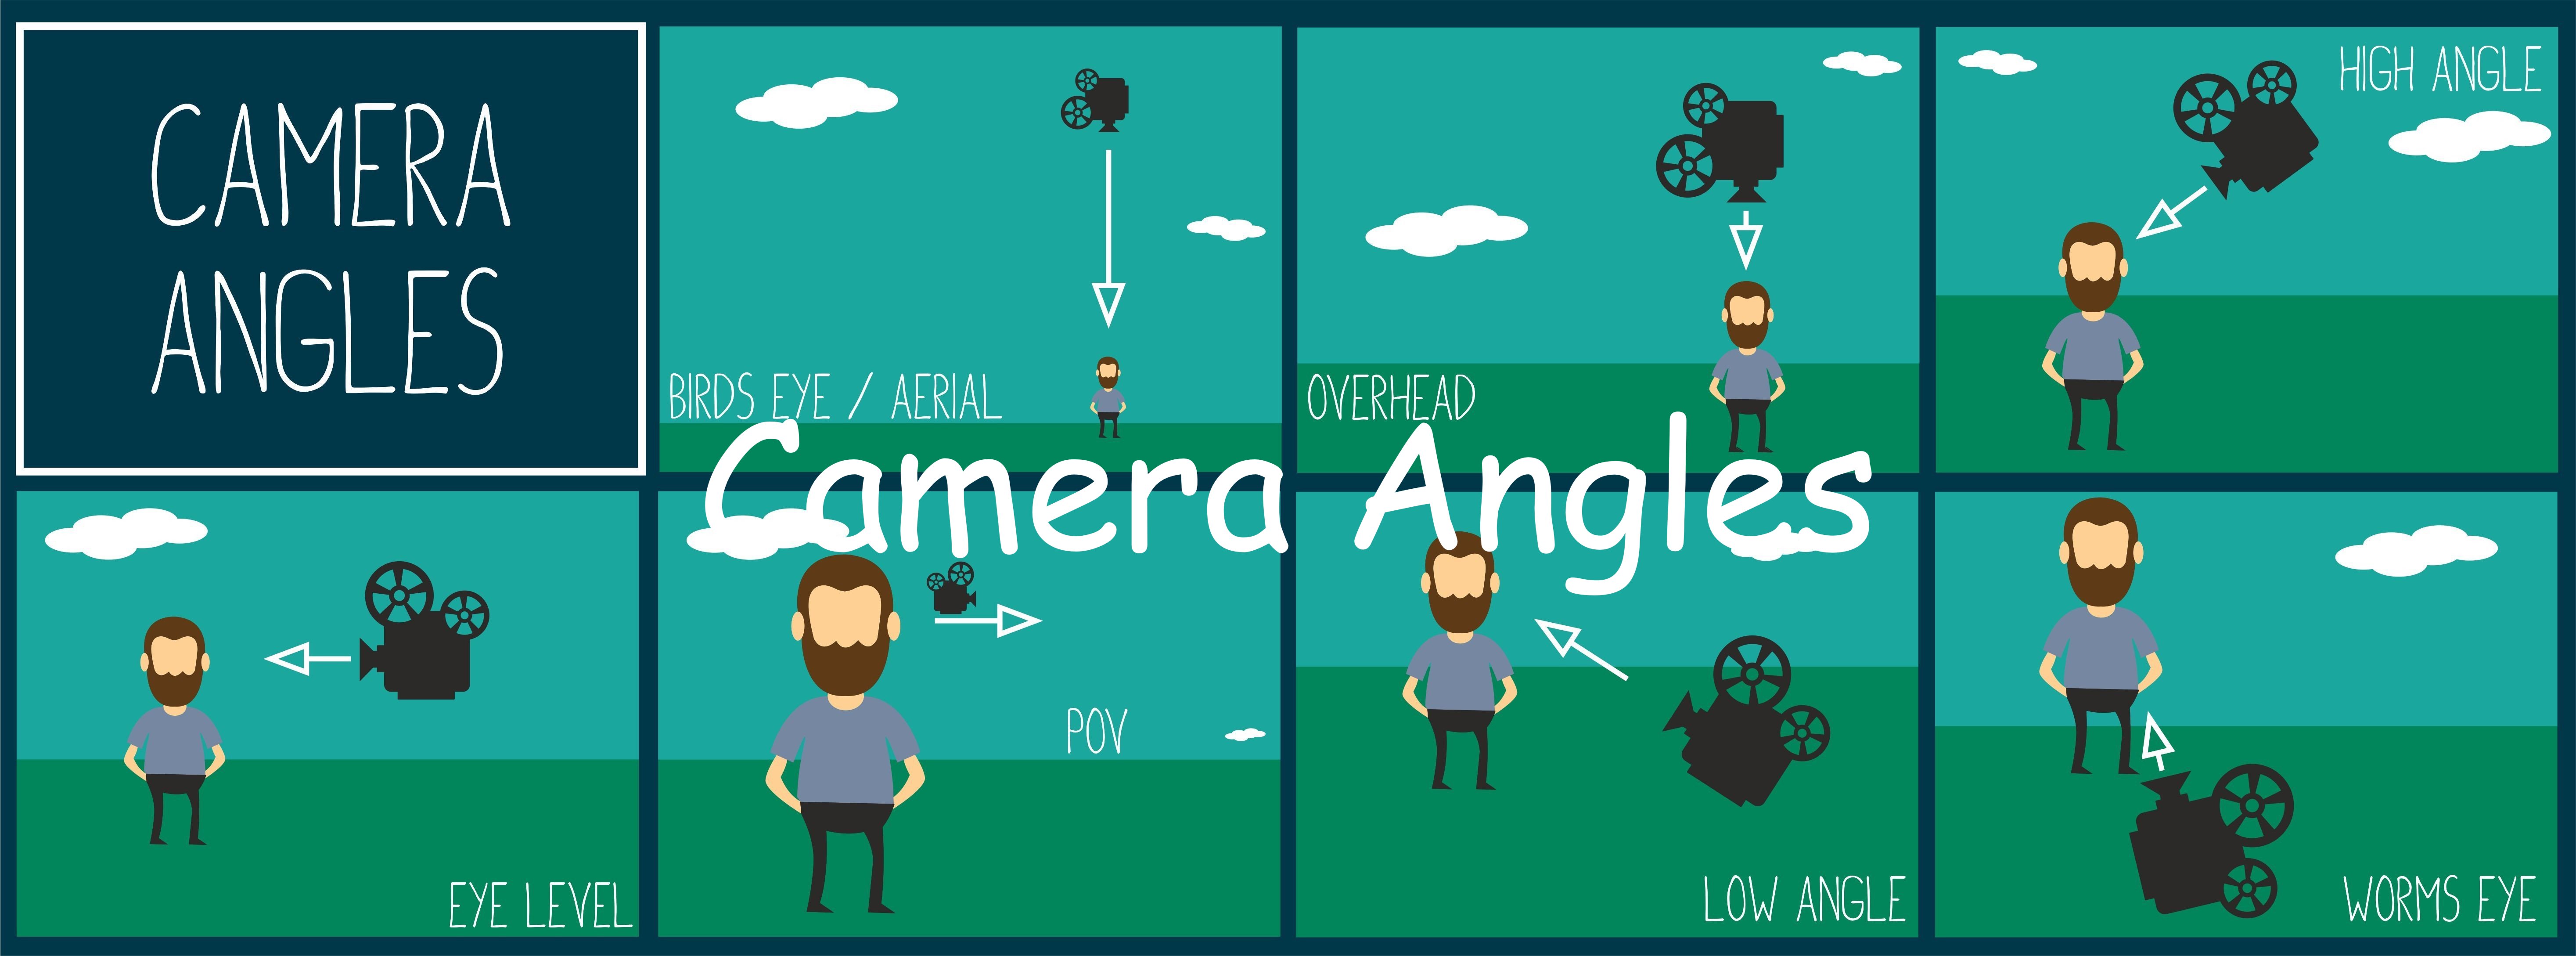 CAMERA
ANGLES
BIRDS EYE / AERIAL
OVERHEAD
HIGH ANGLE
Camera Angles
EYE LEVEL
POV
LOW ANGLE
WORMS EYE